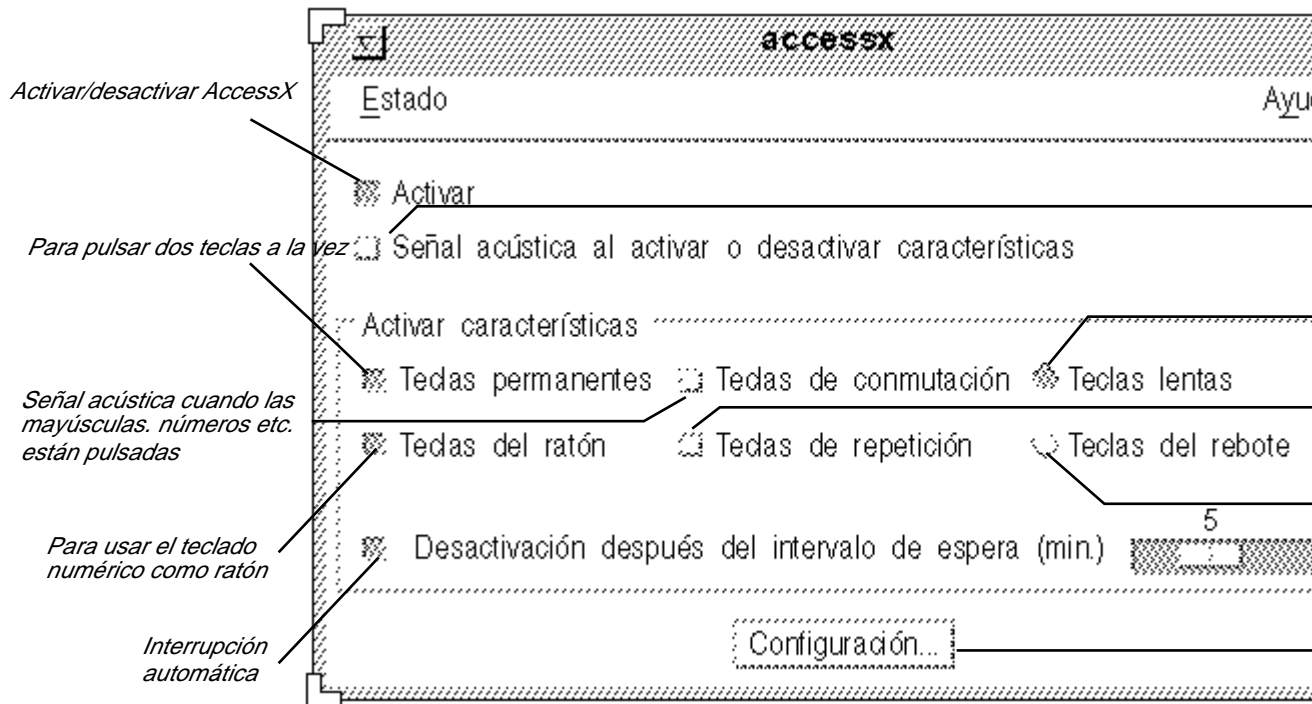 accessx
Activar/desactivar AccessX
Estado
Activar
Para pulsar dos teclas a la vez
Señal acústica al activar o desactivar características
Activar características
Teclas permanentes
Teclas de conmutación
Teclas lentas
Señal acústica cuando las
mayúsculas. números etc.
están pulsadas
Teclas del ratón
Teclas de repetición
Teclas del rebote
5
Para usar el teclado
numérico como ratón
Desactivación después del intervalo de espera (min.)
Interrupción
automática
Configuración...